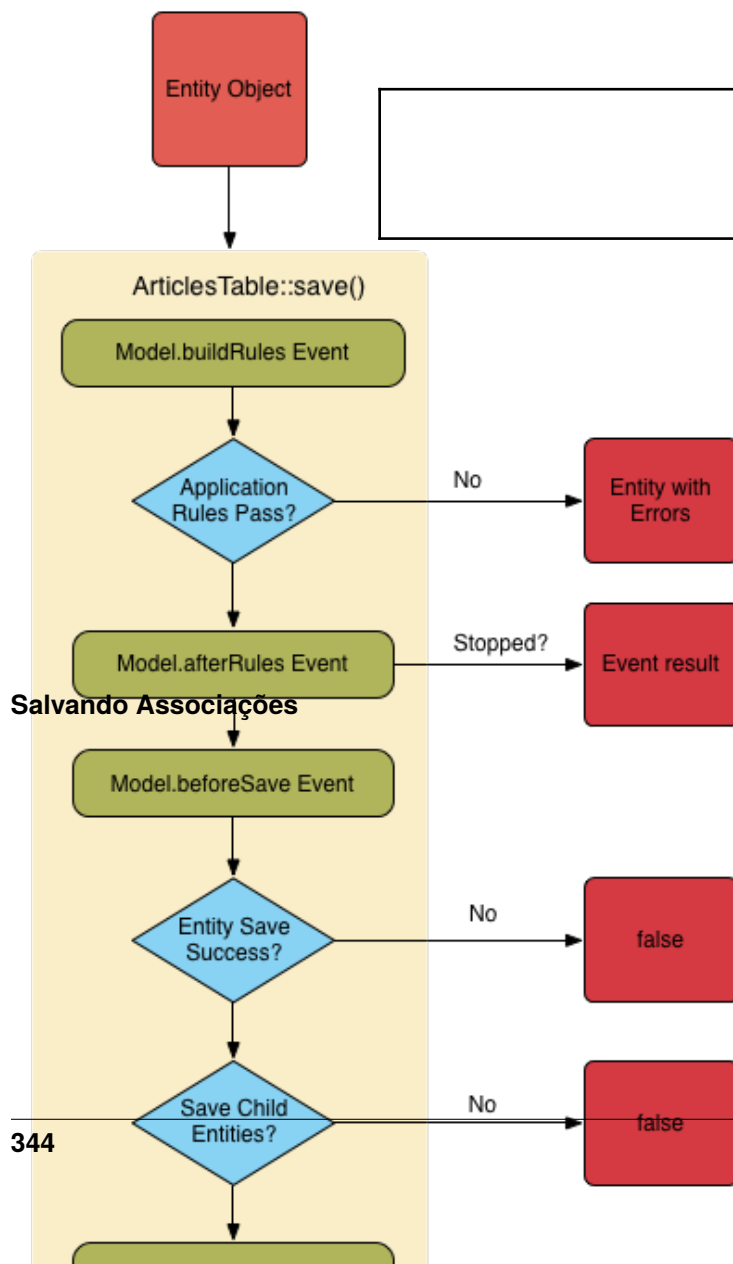 Entity Object
ArticlesTable::save()
Model.buildRules Event
Application
Rules Pass?
No
Entity with
Errors
Model.afterRules Event
Stopped?
Event result
Salvando Associações
Model.beforeSave Event
Entity Save
Success?
No
false
Save Child
Entities?
No
false
344